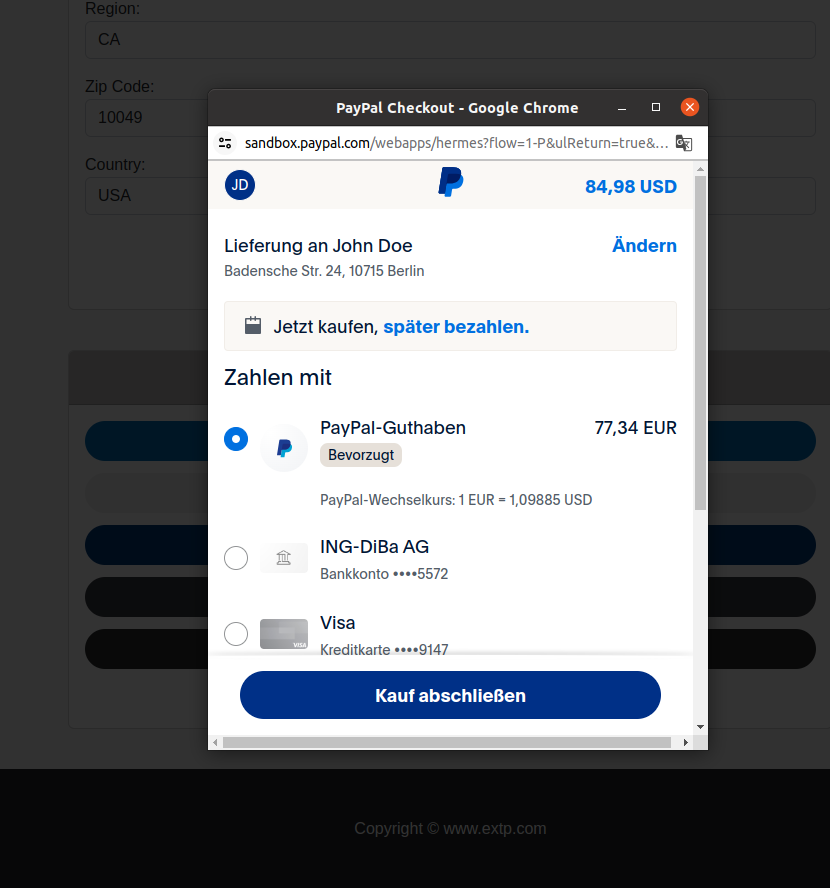 Region:
CA
Zip Code:
10049
Country:
USA
PayPal Checkout - Google Chrome
sandbox.paypal.com/webapps/hermes?flow=1-P&ulReturn=true&...
JD
84,98 USD
Lieferung an John Doe
Ändern
Badensche Str. 24, 10715 Berlin
Jetzt kaufen, später bezahlen.
Zahlen mit
PayPal-Guthaben
77,34 EUR
Bevorzugt
PayPal-Wechselkurs: 1 EUR = 1,09885 USD
ING-DiBa AG
Bankkonto ••••5572
Visa
VISA
Kreditkarte ••••9147
Kauf abschließen
Copyright © www.extp.com